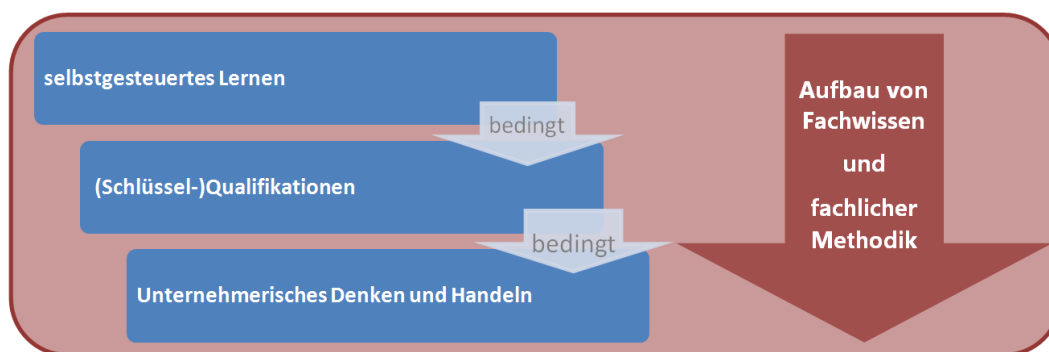 selbstgesteuertes Lernen
bedingt
(Schlüssel-)Qualifikationen
bedingt
Unternehmerisches Denken und Handeln
Aufbau von
Fachwissen
und
fachlicher
Methodik